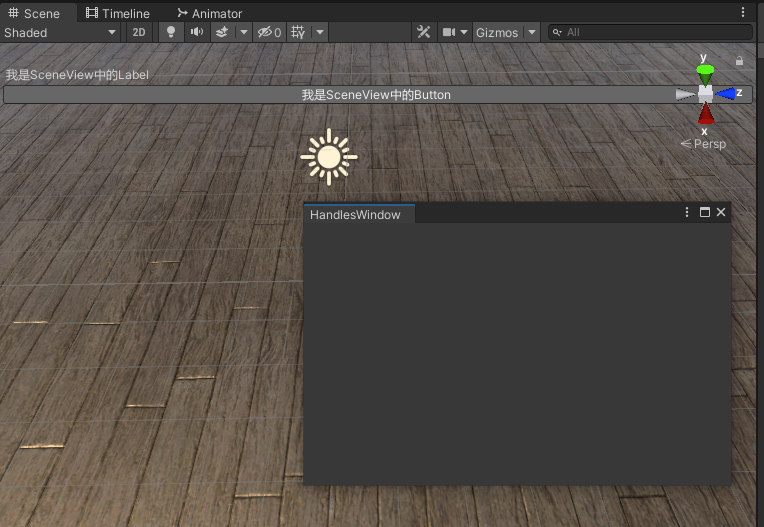 Scene Timeline Animator
Shaded 2D 0 Gizmos All
我是SceneView中的Label
我是SceneView中的Button
y
z
x
Persp
HandlesWindow